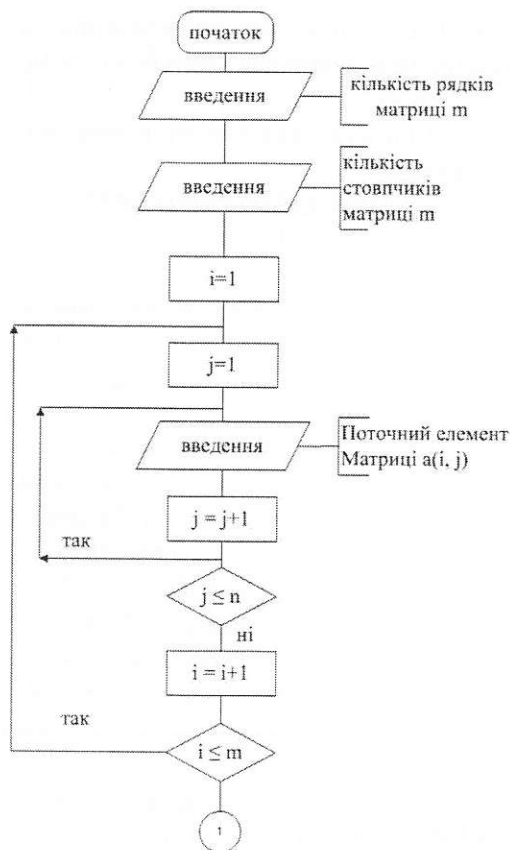 початок
введення
кількість рядків
матриці m
введення
кількість
стовпчиків
матриці m
i=1
j=1
введення
Поточний елемент
Матриці a(i, j)
j = j+1
так
j ≤ n
ні
i = i+1
так
i ≤ m
1